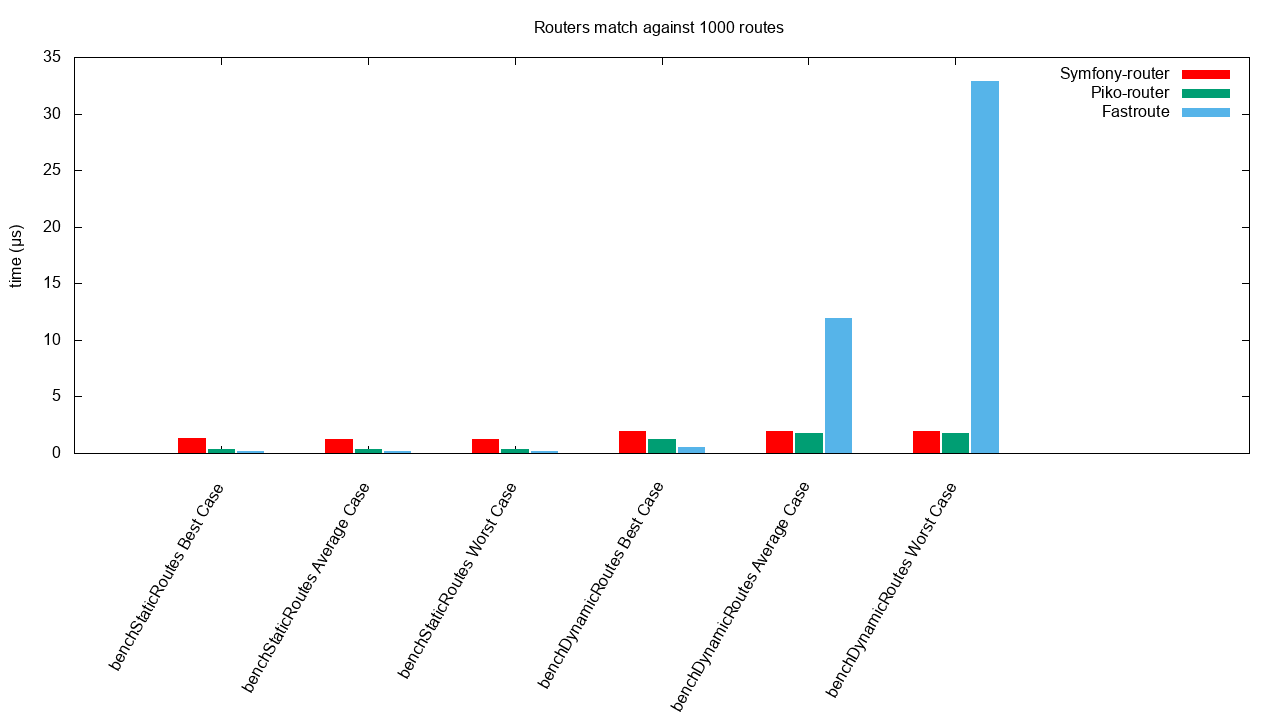 Routers match against 1000 routes
35
30
25
20
15
10
5
0
time (µs)
Symfony-router
Piko-router
Fastroute
benchStaticRoutes Best Case
benchStaticRoutes Average Case
benchStaticRoutes Worst Case
benchDynamicRoutes Best Case
benchDynamicRoutes Average Case
benchDynamicRoutes Worst Case